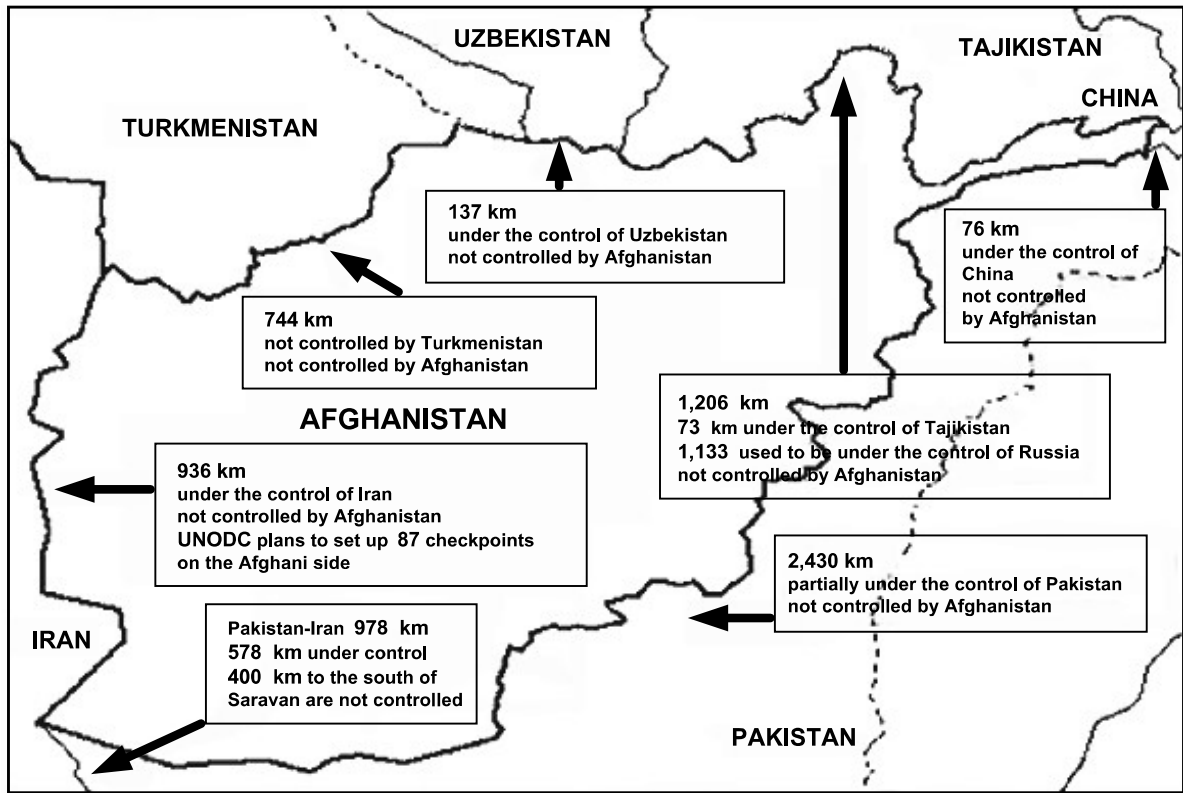 UZBEKISTAN
TAJIKISTAN
CHINA
TURKMENISTAN
137 km
under the control of Uzbekistan
not controlled by Afghanistan
76 km
under the control of
China
not controlled
by Afghanistan
744 km
not controlled by Turkmenistan
not controlled by Afghanistan
AFGHANISTAN
1,206 km
73 km under the control of Tajikistan
1,133 used to be under the control of Russia
not controlled by Afghanistan
936 km
under the control of Iran
not controlled by Afghanistan
UNODC plans to set up 87 checkpoints
on the Afghani side
2,430 km
partially under the control of Pakistan
not controlled by Afghanistan
IRAN
Pakistan-Iran 978 km
578 km under control
400 km to the south of
Saravan are not controlled
PAKISTAN